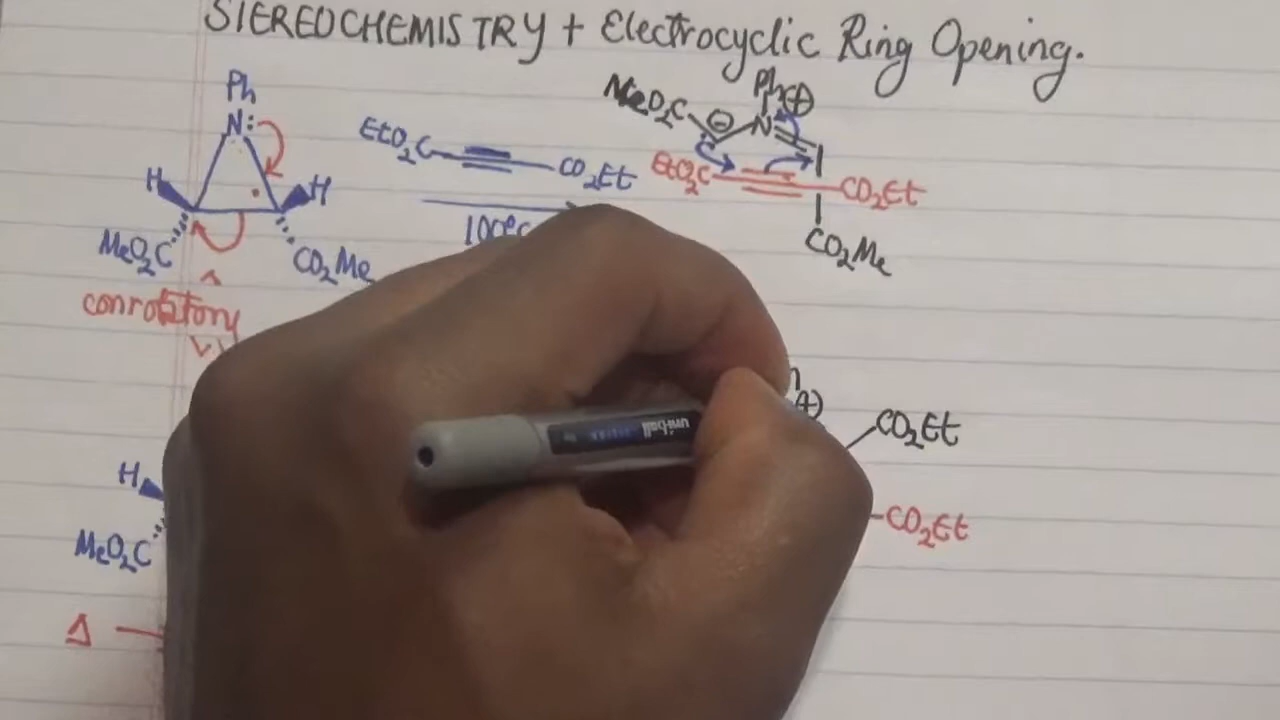 STEREOCHEMISTRY + Electrocyclic Ring Opening.
Ph
N:
H
H
MeO₂C
CO₂Me
conrotatory
EtO₂C
CO₂Et
100°C
MeO₂C
⊖
Ph
⊕
N
EtO₂C
CO₂Et
CO₂Me
H
MeO₂C
Δ
CO₂Et
CO₂Et
uni-ball